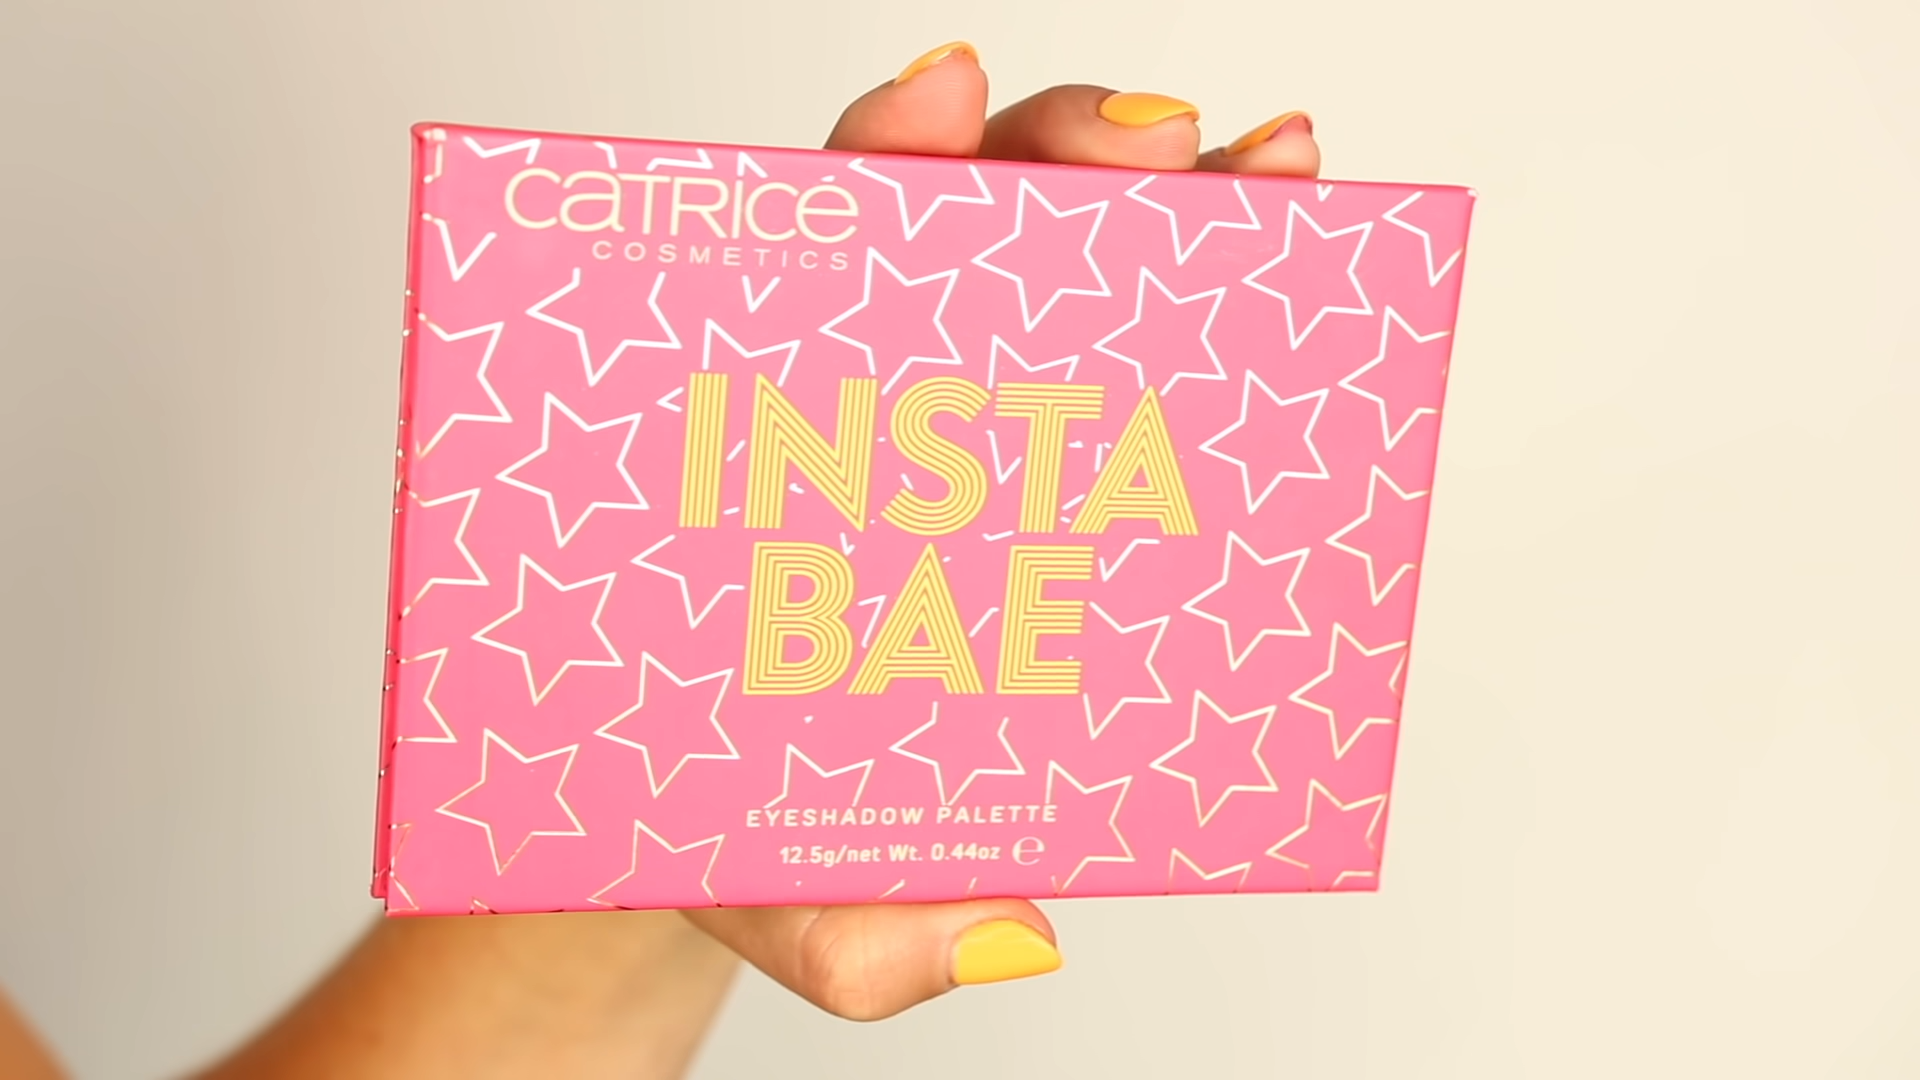 CATRICE
COSMETICS
INSTA
BAE
EYESHADOW PALETTE
12.5g/net Wt. 0.44oz ℮